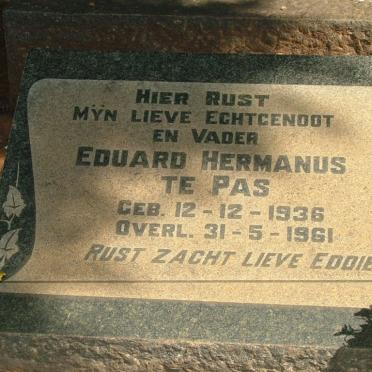 HIER RUST
MYN LIEVE ECHTGENOOT
EN VADER
EDUARD HERMANUS
TE PAS
GEB. 12-12-1936
OVERL. 31-5-1961
RUST ZACHT LIEVE EDDIE